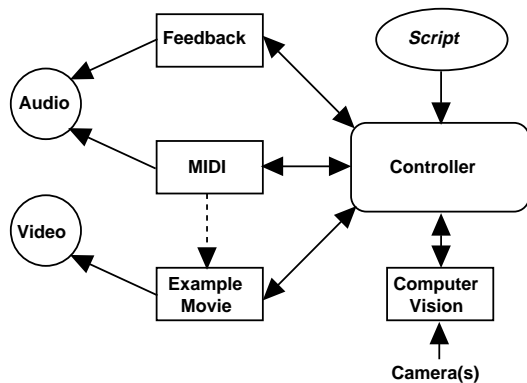 Feedback
Script
Audio
MIDI
Controller
Video
Example
Movie
Computer
Vision
Camera(s)